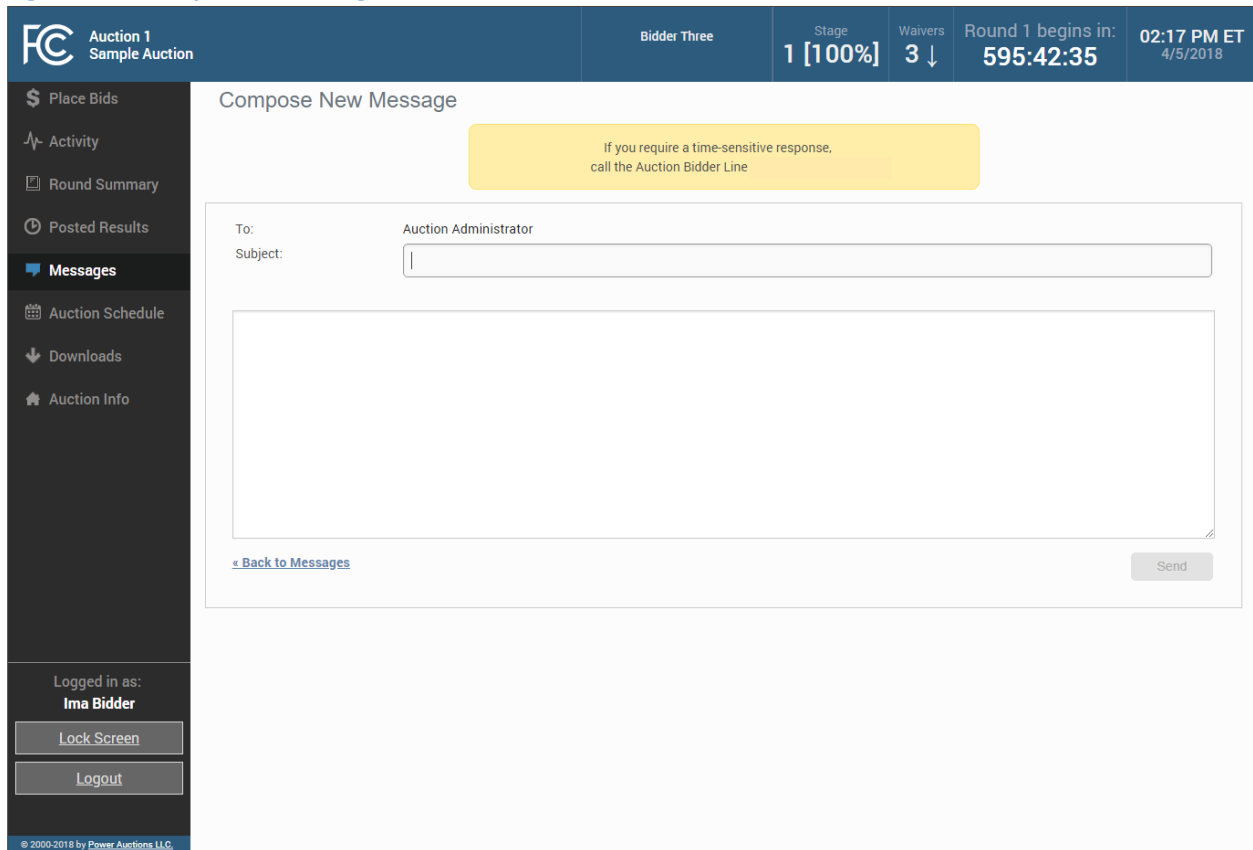 FCC
Auction 1
Sample Auction
Bidder Three
Stage
1 [100%]
Waivers
3 ↓
Round 1 begins in:
595:42:35
02:17 PM ET
4/5/2018
Place Bids
Activity
Round Summary
Posted Results
Messages
Auction Schedule
Downloads
Auction Info
Logged in as:
Ima Bidder
Lock Screen
Logout
© 2000-2018 by Power Auctions LLC.
Compose New Message
If you require a time-sensitive response,
call the Auction Bidder Line
To: Auction Administrator
Subject:
« Back to Messages
Send